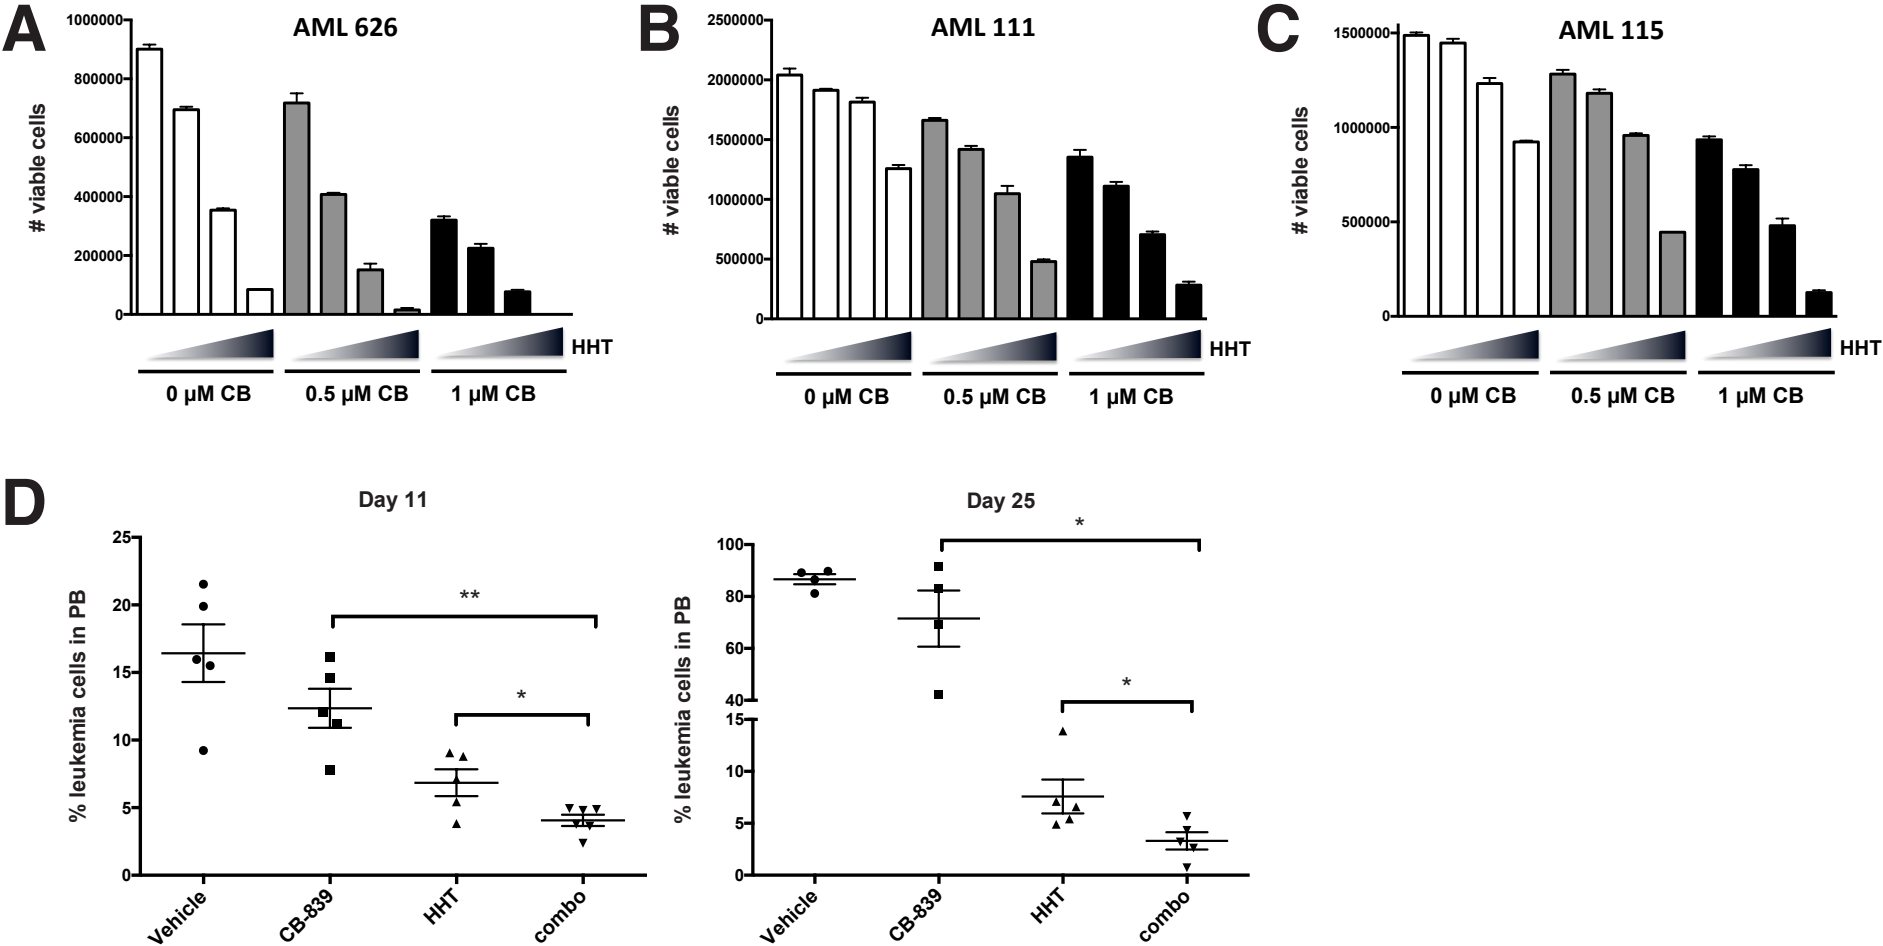 A
AML 626
# viable cells
1000000
800000
600000
400000
200000
0
HHT
0 µM CB 0.5 µM CB 1 µM CB
B
AML 111
# viable cells
2500000
2000000
1500000
1000000
500000
0
HHT
0 µM CB 0.5 µM CB 1 µM CB
C
AML 115
# viable cells
1500000
1000000
500000
0
HHT
0 µM CB 0.5 µM CB 1 µM CB
D
Day 11
% leukemia cells in PB
25
20
15
10
5
0
**
*
Vehicle CB-839 HHT combo
Day 25
% leukemia cells in PB
100
80
60
40
15
10
5
0
*
*
Vehicle CB-839 HHT combo